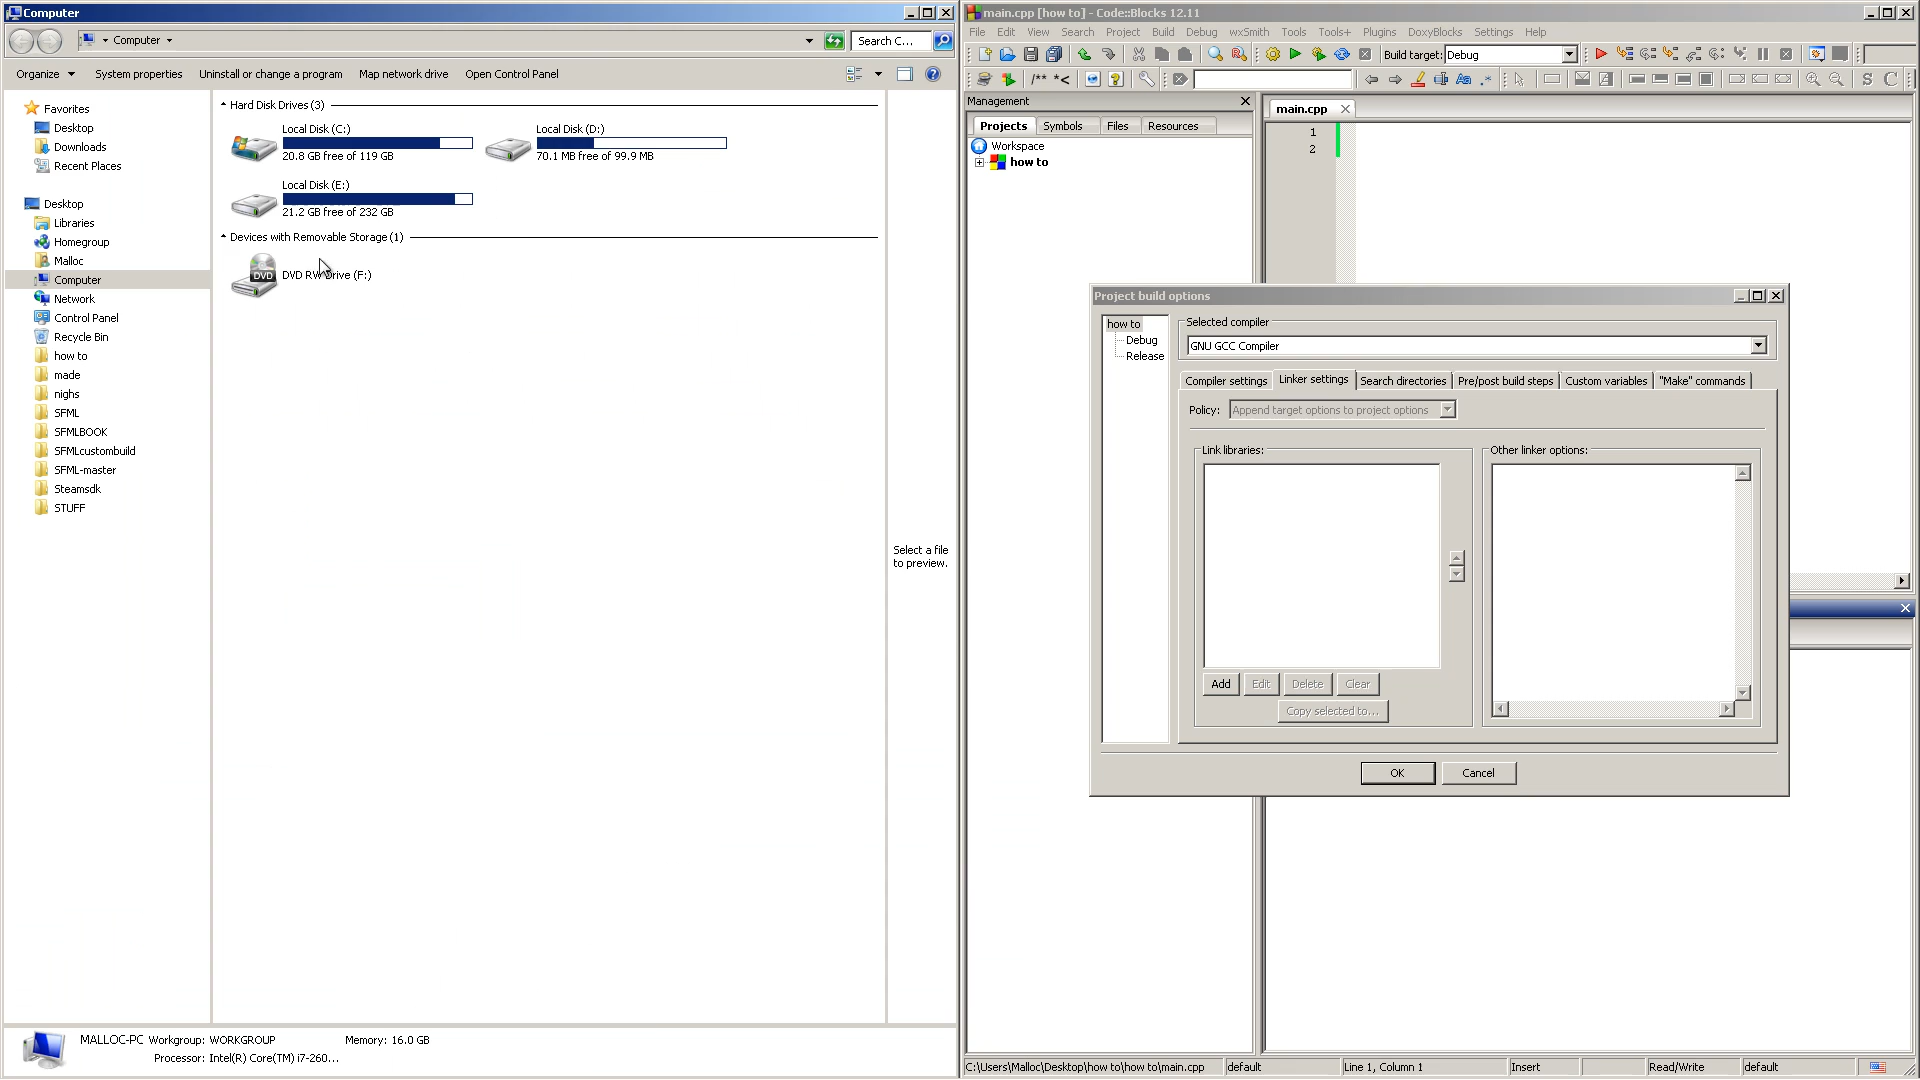 Computer
Computer
Search C...
Organize
System properties
Uninstall or change a program
Map network drive
Open Control Panel
Favorites
Desktop
Downloads
Recent Places
Desktop
Libraries
Homegroup
Malloc
Computer
Network
Control Panel
Recycle Bin
how to
made
nighs
SFML
SFMLBOOK
SFMLcustombuild
SFML-master
Steamsdk
STUFF
Hard Disk Drives (3)
Local Disk (C:)
20.8 GB free of 119 GB
Local Disk (D:)
70.1 MB free of 99.9 MB
Local Disk (E:)
21.2 GB free of 232 GB
Devices with Removable Storage (1)
DVD
DVD RW Drive (F:)
Select a file
to preview.
MALLOC-PC Workgroup: WORKGROUP
Memory: 16.0 GB
Processor: Intel(R) Core(TM) i7-260...
main.cpp [how to] - Code::Blocks 12.11
File Edit View Search Project Build Debug wxSmith Tools Tools+ Plugins DoxyBlocks Settings Help
Build target: Debug
/** *<
Aa .*
S C
Management
Projects Symbols Files Resources
Workspace
how to
main.cpp
1
2
Project build options
how to
Debug
Release
Selected compiler
GNU GCC Compiler
Compiler settings
Linker settings
Search directories
Pre/post build steps
Custom variables
"Make" commands
Policy: Append target options to project options
Link libraries:
Other linker options:
Add Edit Delete Clear
Copy selected to...
OK Cancel
C:\Users\Malloc\Desktop\how to\how to\main.cpp
default
Line 1, Column 1
Insert
Read/Write
default